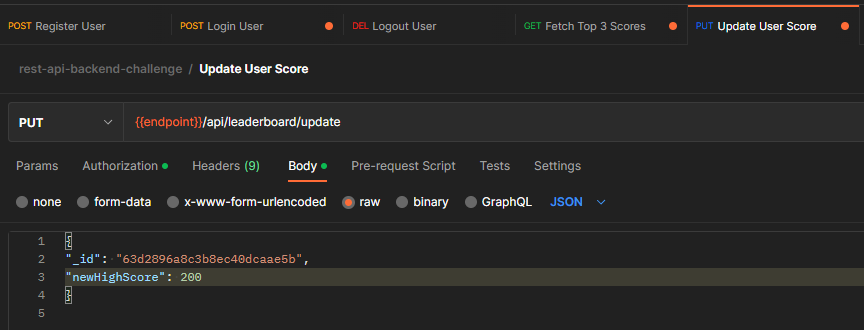 POST Register User POST Login User DEL Logout User GET Fetch Top 3 Scores PUT Update User Score
rest-api-backend-challenge / Update User Score
PUT {{endpoint}}/api/leaderboard/update
Params Authorization Headers (9) Body Pre-request Script Tests Settings
none form-data x-www-form-urlencoded raw binary GraphQL JSON
1 {
2 "_id": "63d2896a8c3b8ec40dcaae5b",
3 "newHighScore": 200
4 }
5